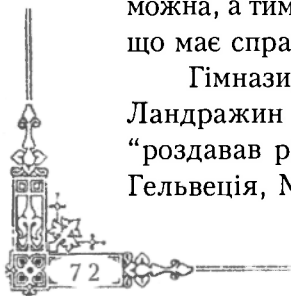 можна, а тим
що має спра
Гімнази
Ландражин
“роздавав р
Гельвеція, М
72